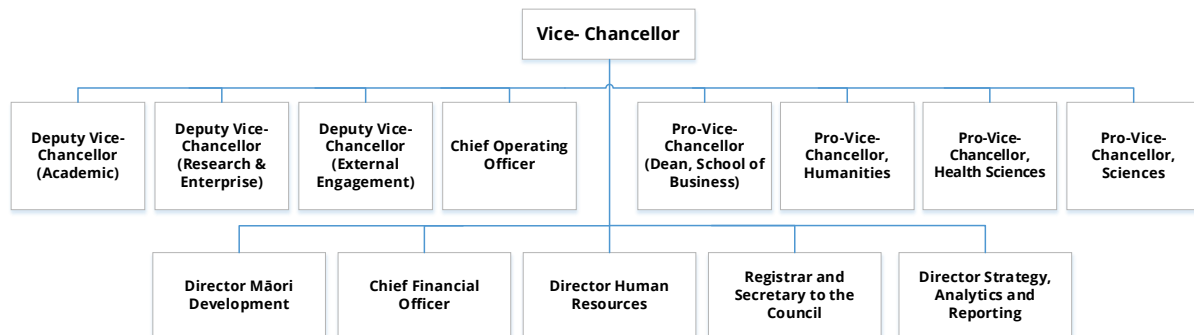 Vice- Chancellor
Deputy Vice-
Chancellor
(Academic)
Deputy Vice-
Chancellor
(Research &
Enterprise)
Deputy Vice-
Chancellor
(External
Engagement)
Chief Operating
Officer
Pro-Vice-
Chancellor
(Dean, School of
Business)
Pro-Vice-
Chancellor,
Humanities
Pro-Vice-
Chancellor,
Health Sciences
Pro-Vice-
Chancellor,
Sciences
Director Māori
Development
Chief Financial
Officer
Director Human
Resources
Registrar and
Secretary to the
Council
Director Strategy,
Analytics and
Reporting